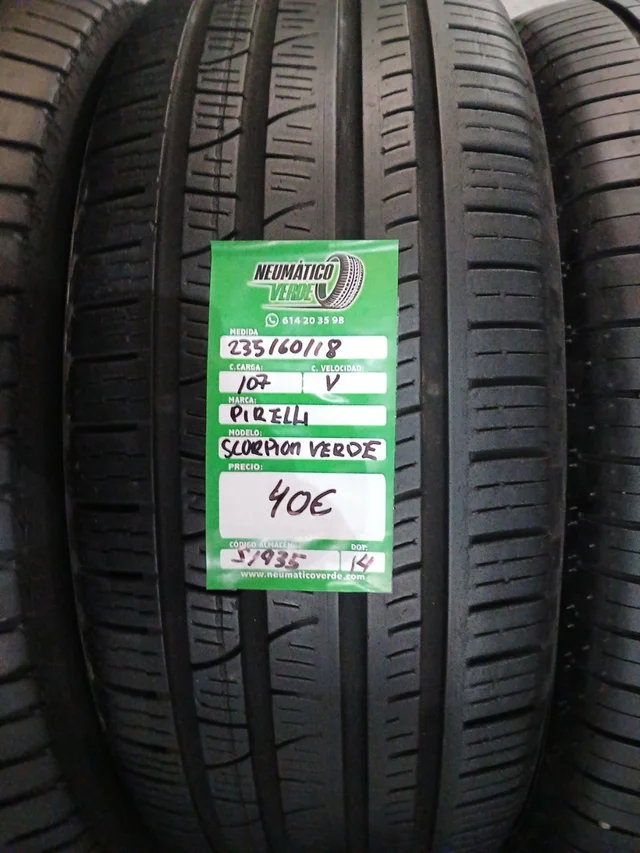 NEUMÁTICO
VERDE
614 20 35 98
MEDIDA
235/60/18
C.CARGA: C. VELOCIDAD:
107 V
MARCA:
PIRELLI
MODELO:
SCORPION VERDE
PRECIO:
40€
CÓDIGO ALMACÉN: DOT:
51935 14
www.neumaticoverde.com